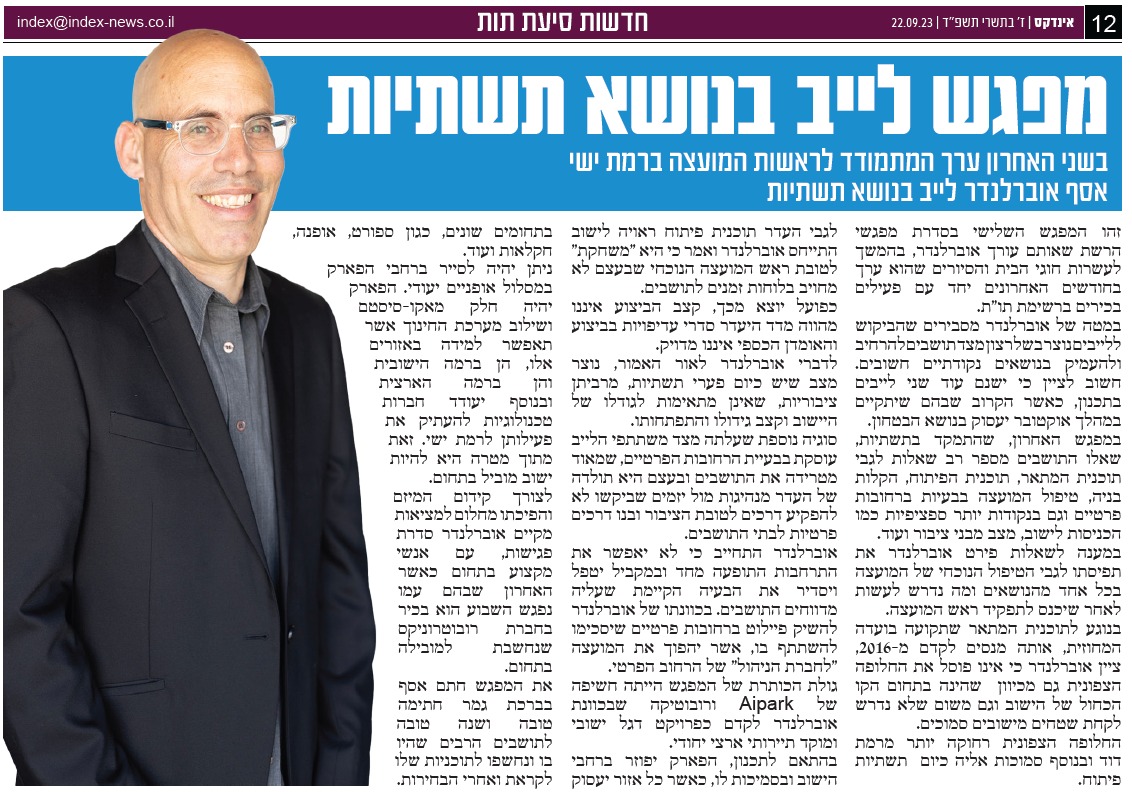 12
אינדקס | ז' בתשרי תשפ"ד | 22.09.23
חדשות סיעת תות
index@index-news.co.il
מפגש לייב בנושא תשתיות
בשני האחרון ערך המתמודד לראשות המועצה ברמת ישי
אסף אוברלנדר לייב בנושא תשתיות
זהו המפגש השלישי בסדרת מפגשי
הרשת שאותם עורך אוברלנדר, בהמשך
לעשרות חוגי הבית והסיורים שהוא ערך
בחודשים האחרונים יחד עם פעילים
בכירים ברשימת תו"ת.
במטה של אוברלנדר מסבירים שהביקוש
ללייבים נוצר בשל רצון מצד תושבים להרחיב
ולהעמיק בנושאים נקודתיים חשובים.
חשוב לציין כי ישנם עוד שני לייבים
בתכנון, כאשר הקרוב שבהם שיתקיים
במהלך אוקטובר יעסוק בנושא הבטחון.
במפגש האחרון, שהתמקד בתשתיות,
שאלו התושבים מספר רב שאלות לגבי
תוכנית המתאר, תוכנית הפיתוח, הקלות
בניה, טיפול המועצה בבעיות ברחובות
פרטיים וגם בנקודות יותר ספציפיות כמו
הכניסות לישוב, מצב מבני ציבור ועוד.
במענה לשאלות פירט אוברלנדר את
תפיסתו לגבי הטיפול הנוכחי של המועצה
בכל אחד מהנושאים ומה נדרש לעשות
לאחר שיכנס לתפקיד ראש המועצה.
בנוגע לתוכנית המתאר שתקועה בועדה
המחוזית, אותה מנסים לקדם מ-2016,
ציין אוברלנדר כי אינו פוסל את החלופה
הצפונית גם מכיוון שהינה בתחום הקו
הכחול של הישוב וגם משום שלא נדרש
לקחת שטחים מישובים סמוכים.
החלופה הצפונית רחוקה יותר מרמת
דוד ובנוסף סמוכות אליה כיום תשתיות
פיתוח.
לגבי העדר תוכנית פיתוח ראויה לישוב
התייחס אוברלנדר ואמר כי היא "משחקת"
לטובת ראש המועצה הנוכחי שבעצם לא
מחויב בלוחות זמנים לתושבים.
כפועל יוצא מכך, קצב הביצוע איננו
מהווה מדד היעדר סדרי עדיפויות בביצוע
והאומדן הכספי איננו מדויק.
לדברי אוברלנדר לאור האמור, נוצר
מצב שיש כיום פערי תשתיות, מרביתן
ציבוריות, שאינן מתאימות לגודלו של
היישוב וקצב גידולו והתפתחותו.
סוגיה נוספת שעלתה מצד משתתפי הלייב
עוסקת בבעיית הרחובות הפרטיים, שמאוד
מטרידה את התושבים ובעצם היא תולדה
של העדר מנהיגות מול יזמים שביקשו לא
להפקיע דרכים לטובת הציבור ובנו דרכים
פרטיות לבתי התושבים.
אוברלנדר התחייב כי לא יאפשר את
התרחבות התופעה מחד ובמקביל יטפל
ויסדיר את הבעיה הקיימת שעליה
מדווחים התושבים. בכוונתו של אוברלנדר
להשיק פיילוט ברחובות פרטיים שיסכימו
להשתתף בו, אשר יהפוך את המועצה
"לחברת הניהול" של הרחוב הפרטי.
גולת הכותרת של המפגש הייתה חשיפה
של Aipark ורובוטיקה שבכוונת
אוברלנדר לקדם כפרויקט דגל ישובי
ומוקד תיירותי ארצי יחודי.
בהתאם לתכנון, הפארק יפוזר ברחבי
הישוב ובסמיכות לו, כאשר כל אזור יעסוק
בתחומים שונים, כגון ספורט, אופנה,
חקלאות ועוד.
ניתן יהיה לסייר ברחבי הפארק
במסלול אופניים יעודי. הפארק
יהיה חלק מאקו-סיסטם
ושילוב מערכת החינוך אשר
תאפשר למידה באזורים
אלו, הן ברמה הישובית
והן ברמה הארצית
ובנוסף יעודד חברות
טכנולוגיות להעתיק את
פעילותן לרמת ישי. זאת
מתוך מטרה היא להיות
ישוב מוביל בתחום.
לצורך קידום המיזם
והפיכתו מחלום למציאות
מקיים אוברלנדר סדרת
פגישות, עם אנשי
מקצוע בתחום כאשר
האחרון שבהם עמו
נפגש השבוע הוא בכיר
בחברת רובוטרוניקס
שנחשבת למובילה
בתחום.
את המפגש חתם אסף
בברכת גמר חתימה
טובה ושנה טובה
לתושבים הרבים שהיו
בו ונחשפו לתוכניות שלו
לקראת ואחרי הבחירות.